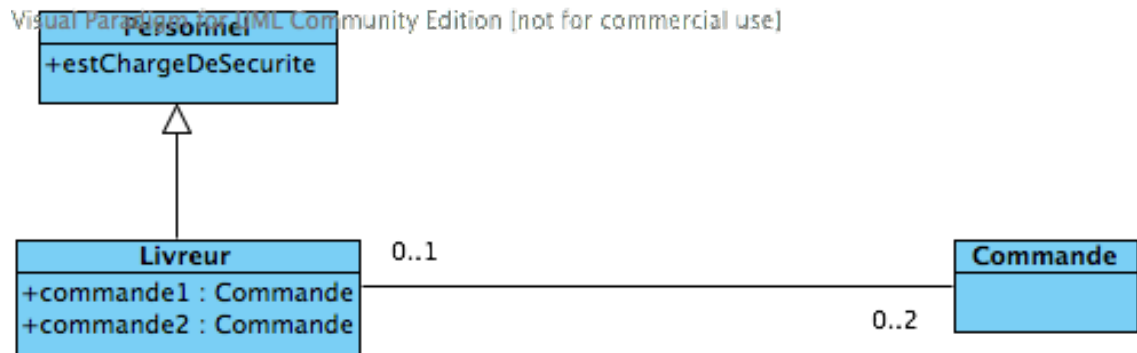 Visual Paradigm for UML Community Edition [not for commercial use]
Personnel
+estChargeDeSecurite
Livreur
0..1
Commande
+commande1 : Commande
+commande2 : Commande
0..2